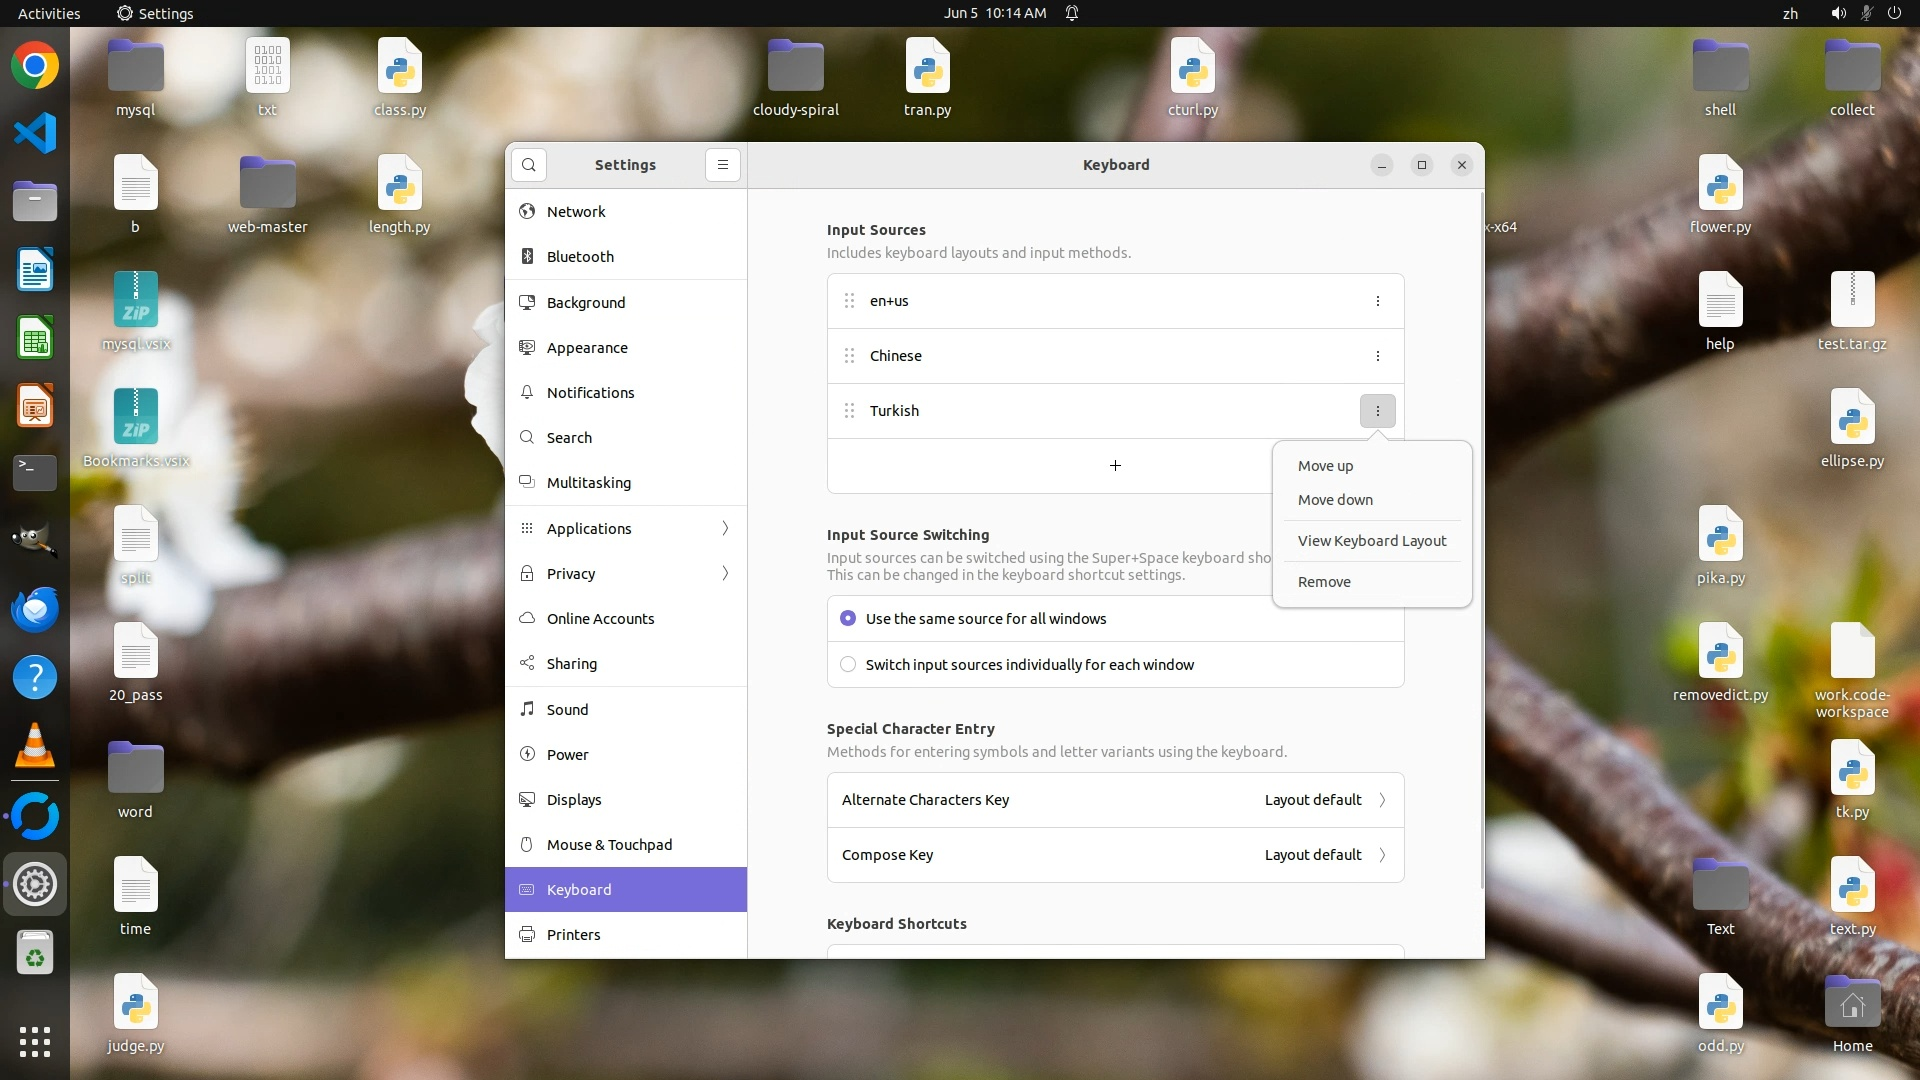 Activities
Settings
Jun 5 10:14 AM
zh
mysql
txt
class.py
cloudy-spiral
tran.py
cturl.py
shell
collect
b
web-master
length.py
x-x64
flower.py
mysql.vsix
help
test.tar.gz
Bookmarks.vsix
ellipse.py
split
pika.py
20_pass
removedict.py
work.code-
workspace
word
tk.py
time
Text
text.py
judge.py
odd.py
Home
0100
0010
1001
0110
ZiP
ZiP
Settings
Keyboard
Network
Bluetooth
Background
Appearance
Notifications
Search
Multitasking
Applications
Privacy
Online Accounts
Sharing
Sound
Power
Displays
Mouse & Touchpad
Keyboard
Printers
Input Sources
Includes keyboard layouts and input methods.
en+us
Chinese
Turkish
Move up
Move down
View Keyboard Layout
Remove
Input Source Switching
Input sources can be switched using the Super+Space keyboard sho
This can be changed in the keyboard shortcut settings.
Use the same source for all windows
Switch input sources individually for each window
Special Character Entry
Methods for entering symbols and letter variants using the keyboard.
Alternate Characters Key
Layout default
Compose Key
Layout default
Keyboard Shortcuts